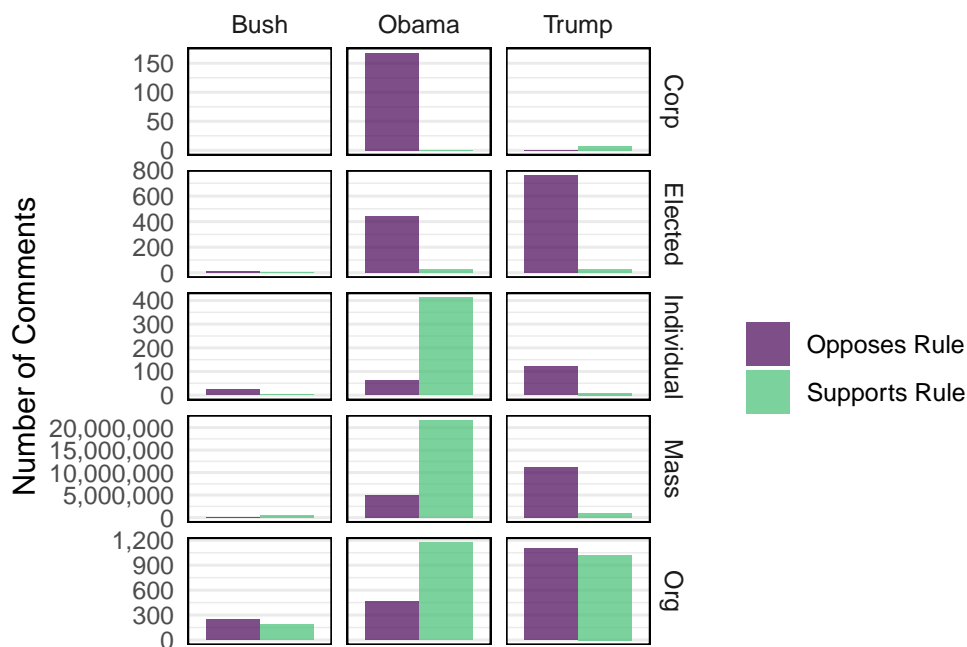 Bush Obama Trump
150
100
50
0
Corp
800
600
400
200
0
Elected
400
300
200
100
0
Individual
20,000,000
15,000,000
10,000,000
5,000,000
0
Mass
1,200
900
600
300
0
Org
Number of Comments
Opposes Rule
Supports Rule